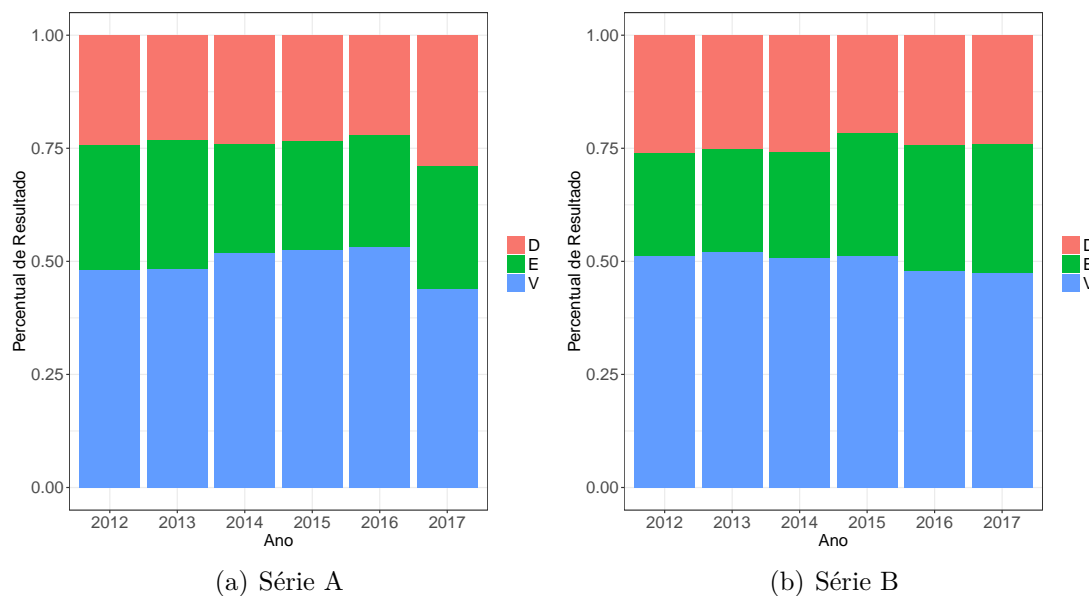 Percentual de Resultado
1.00
0.75
0.50
0.25
0.00
2012 2013 2014 2015 2016 2017
Ano
D
E
V
(a) Série A
Percentual de Resultado
1.00
0.75
0.50
0.25
0.00
2012 2013 2014 2015 2016 2017
Ano
D
E
V
(b) Série B